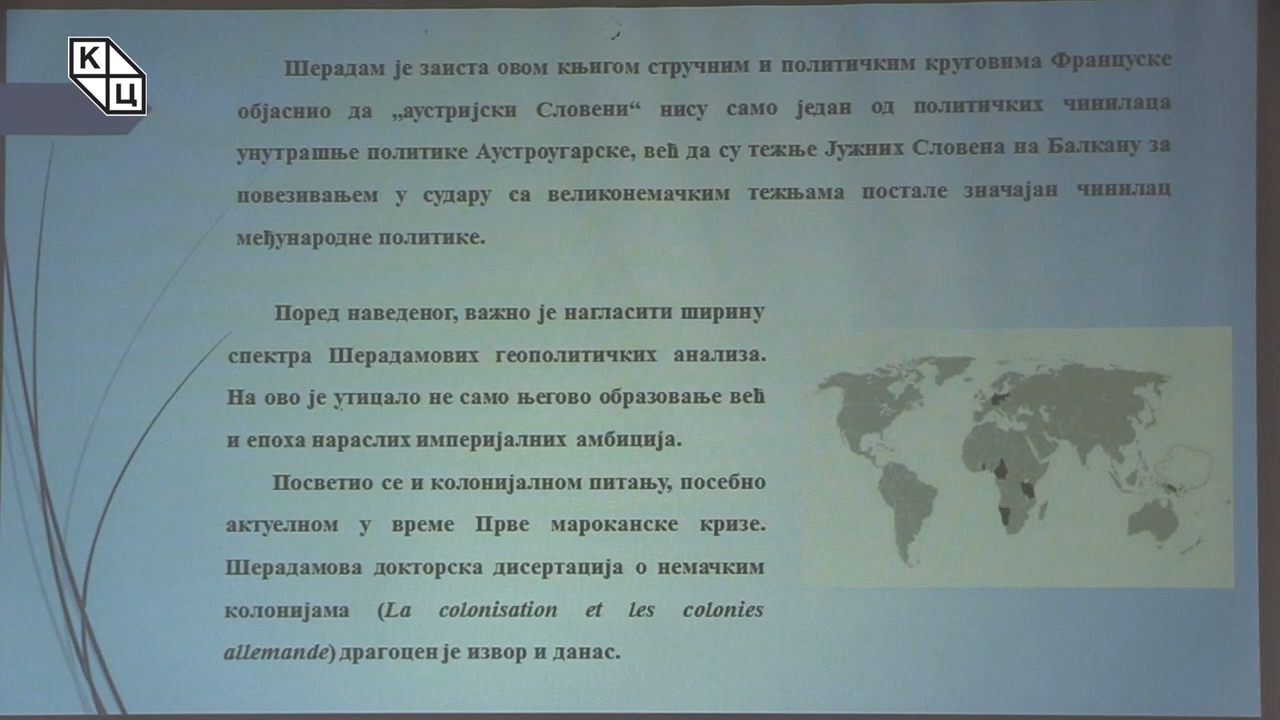 К
Ц
Шерадам је заиста овом књигом стручним и политичким круговима Француске
објаснио да „аустријски Словени“ нису само један од политичких чинилаца
унутрашње политике Аустроугарске, већ да су тежње Јужних Словена на Балкану за
повезивањем у судару са великонемачким тежњама постале значајан чинилац
међународне политике.
Поред наведеног, важно је нагласити ширину
спектра Шерадамових геополитичких анализа.
На ово је утицало не само његово образовање већ
и епоха нараслих империјалних амбиција.
Посветио се и колонијалном питању, посебно
актуелном у време Прве мароканске кризе.
Шерадамова докторска дисертација о немачким
колонијама (La colonisation et les colonies
allemande) драгоцен је извор и данас.